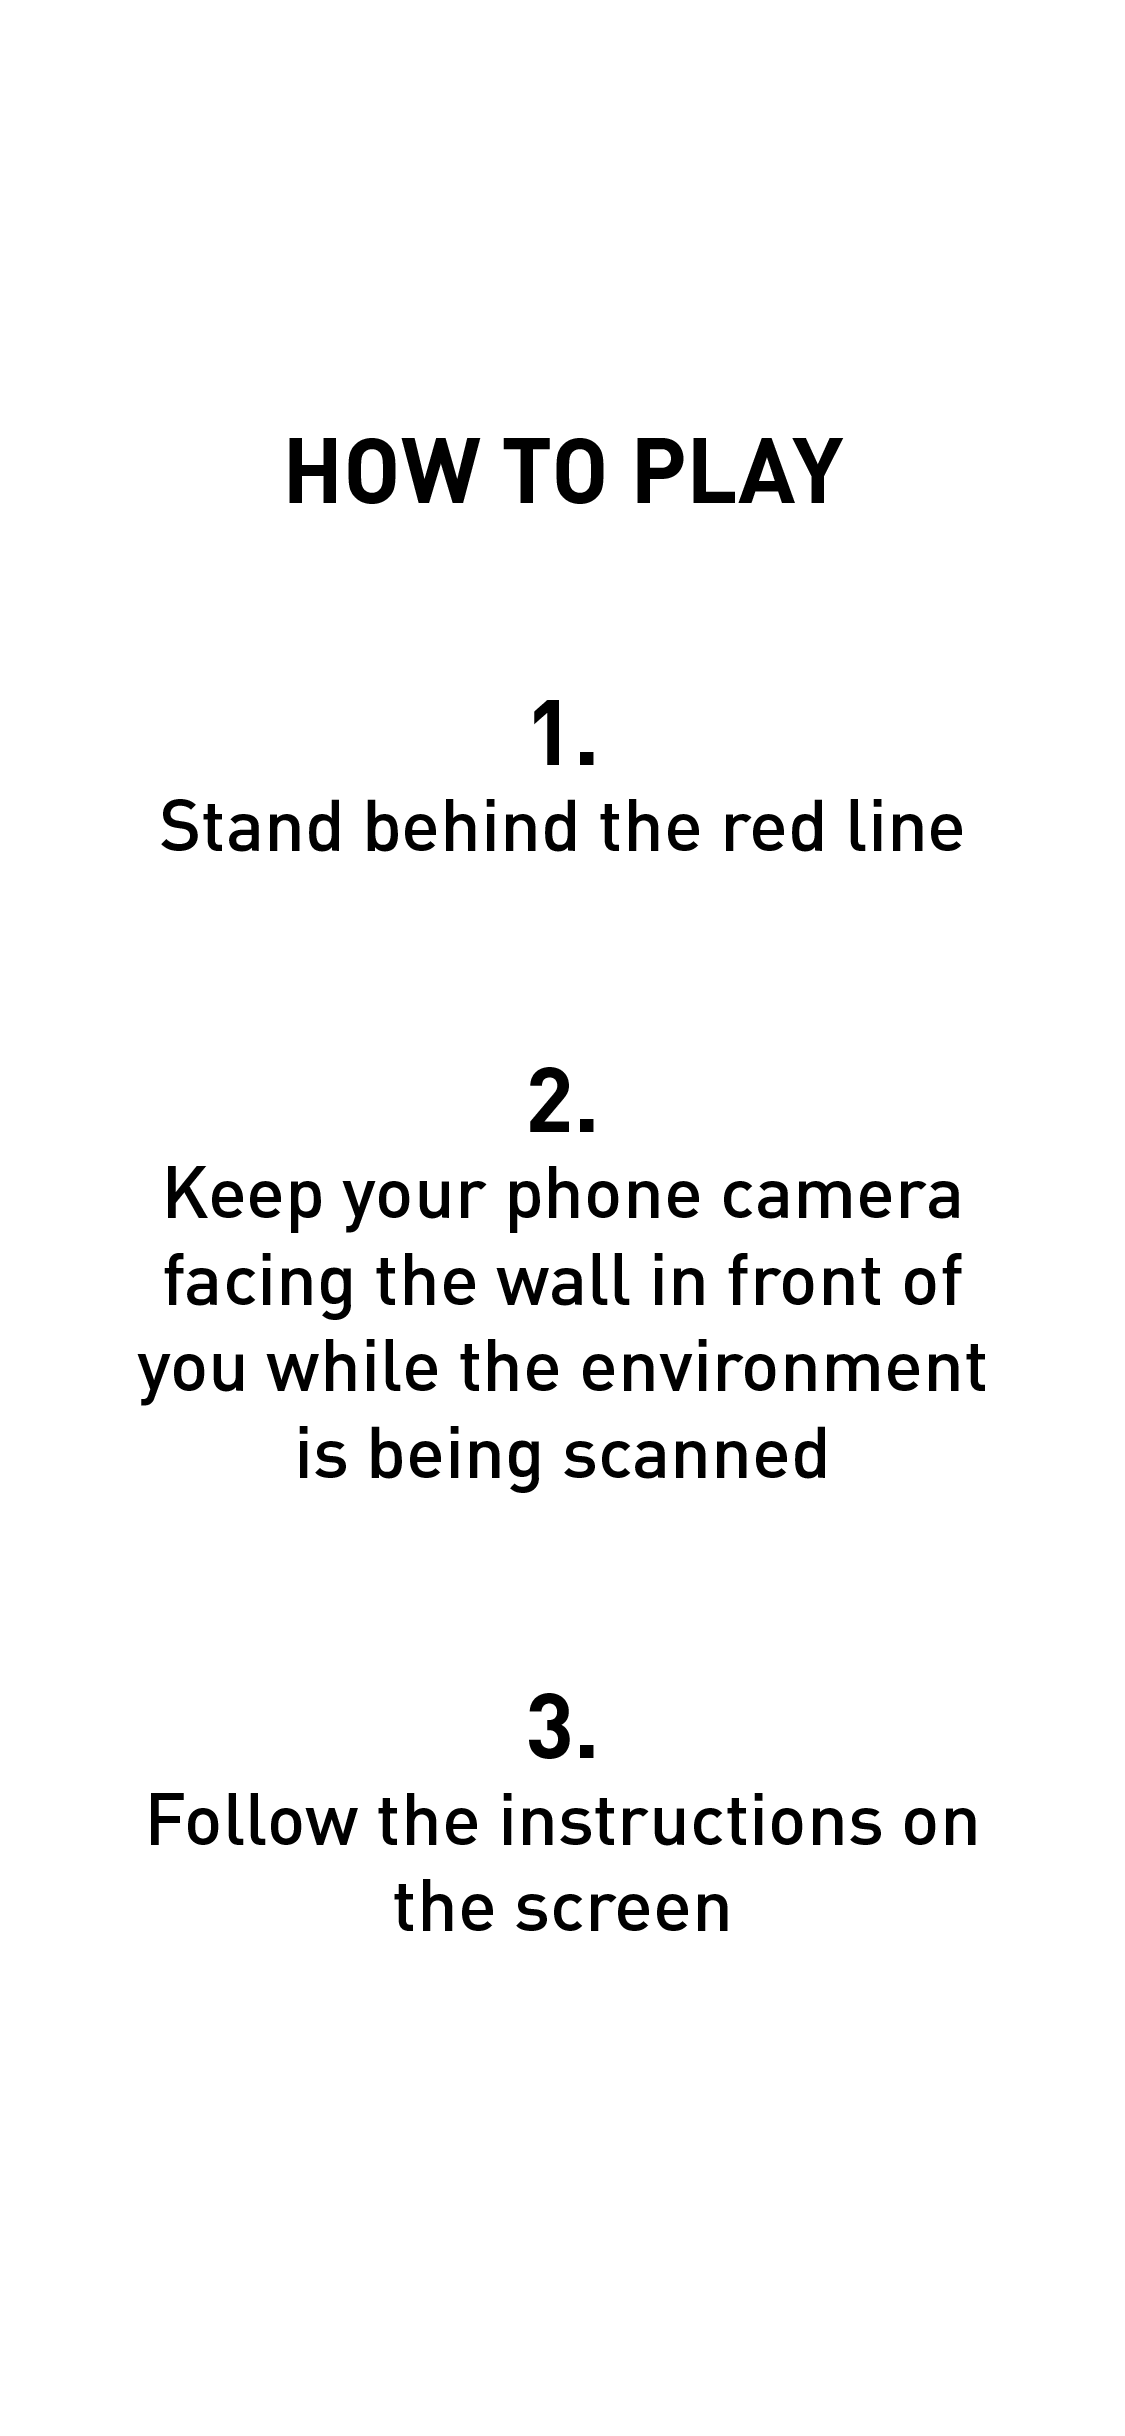 HOW TO PLAY
1.
Stand behind the red line
2.
Keep your phone camera
facing the wall in front of
you while the environment
is being scanned
3.
Follow the instructions on
the screen